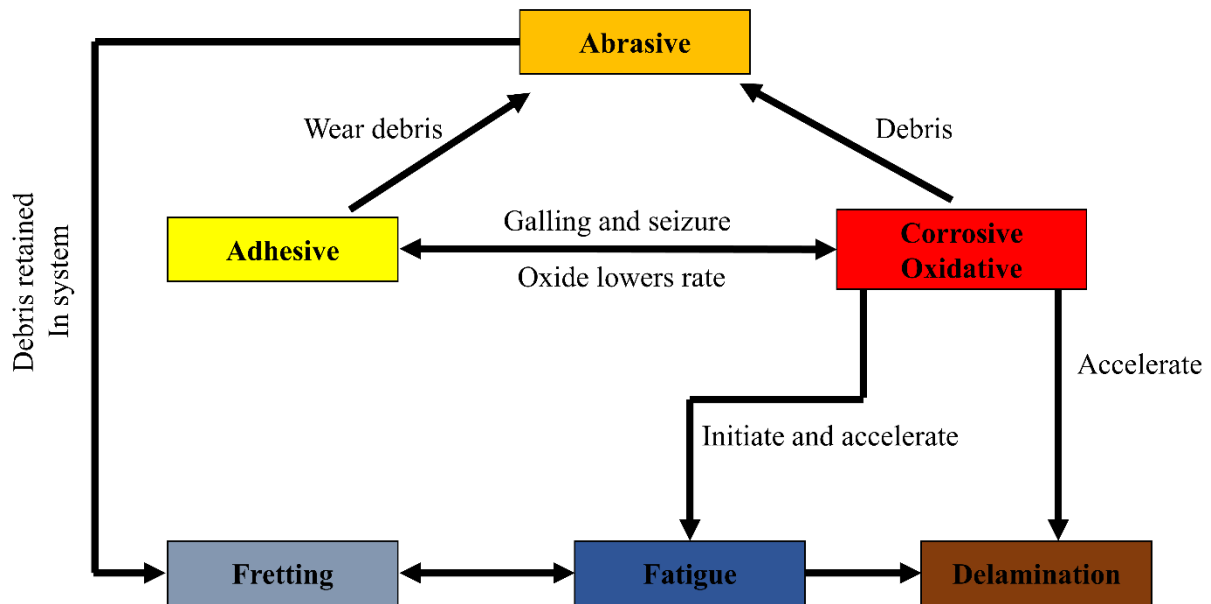 Abrasive
Wear debris
Debris
Debris retained
In system
Adhesive
Galling and seizure
Oxide lowers rate
Corrosive
Oxidative
Accelerate
Initiate and accelerate
Fretting
Fatigue
Delamination